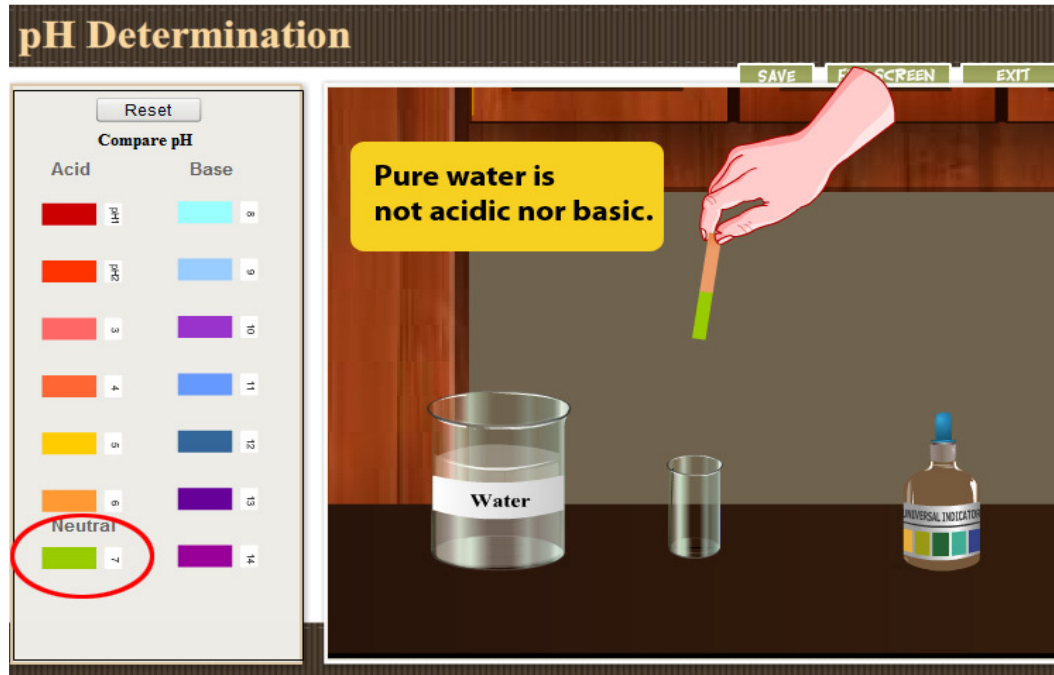 pH Determination
SAVE
SCREEN
EXIT
Reset
Compare pH
Acid Base
pH1 8
pH2 9
3 10
4 11
5 12
6 13
Neutral
7 14
Pure water is
not acidic nor basic.
Water
UNIVERSAL INDICATOR